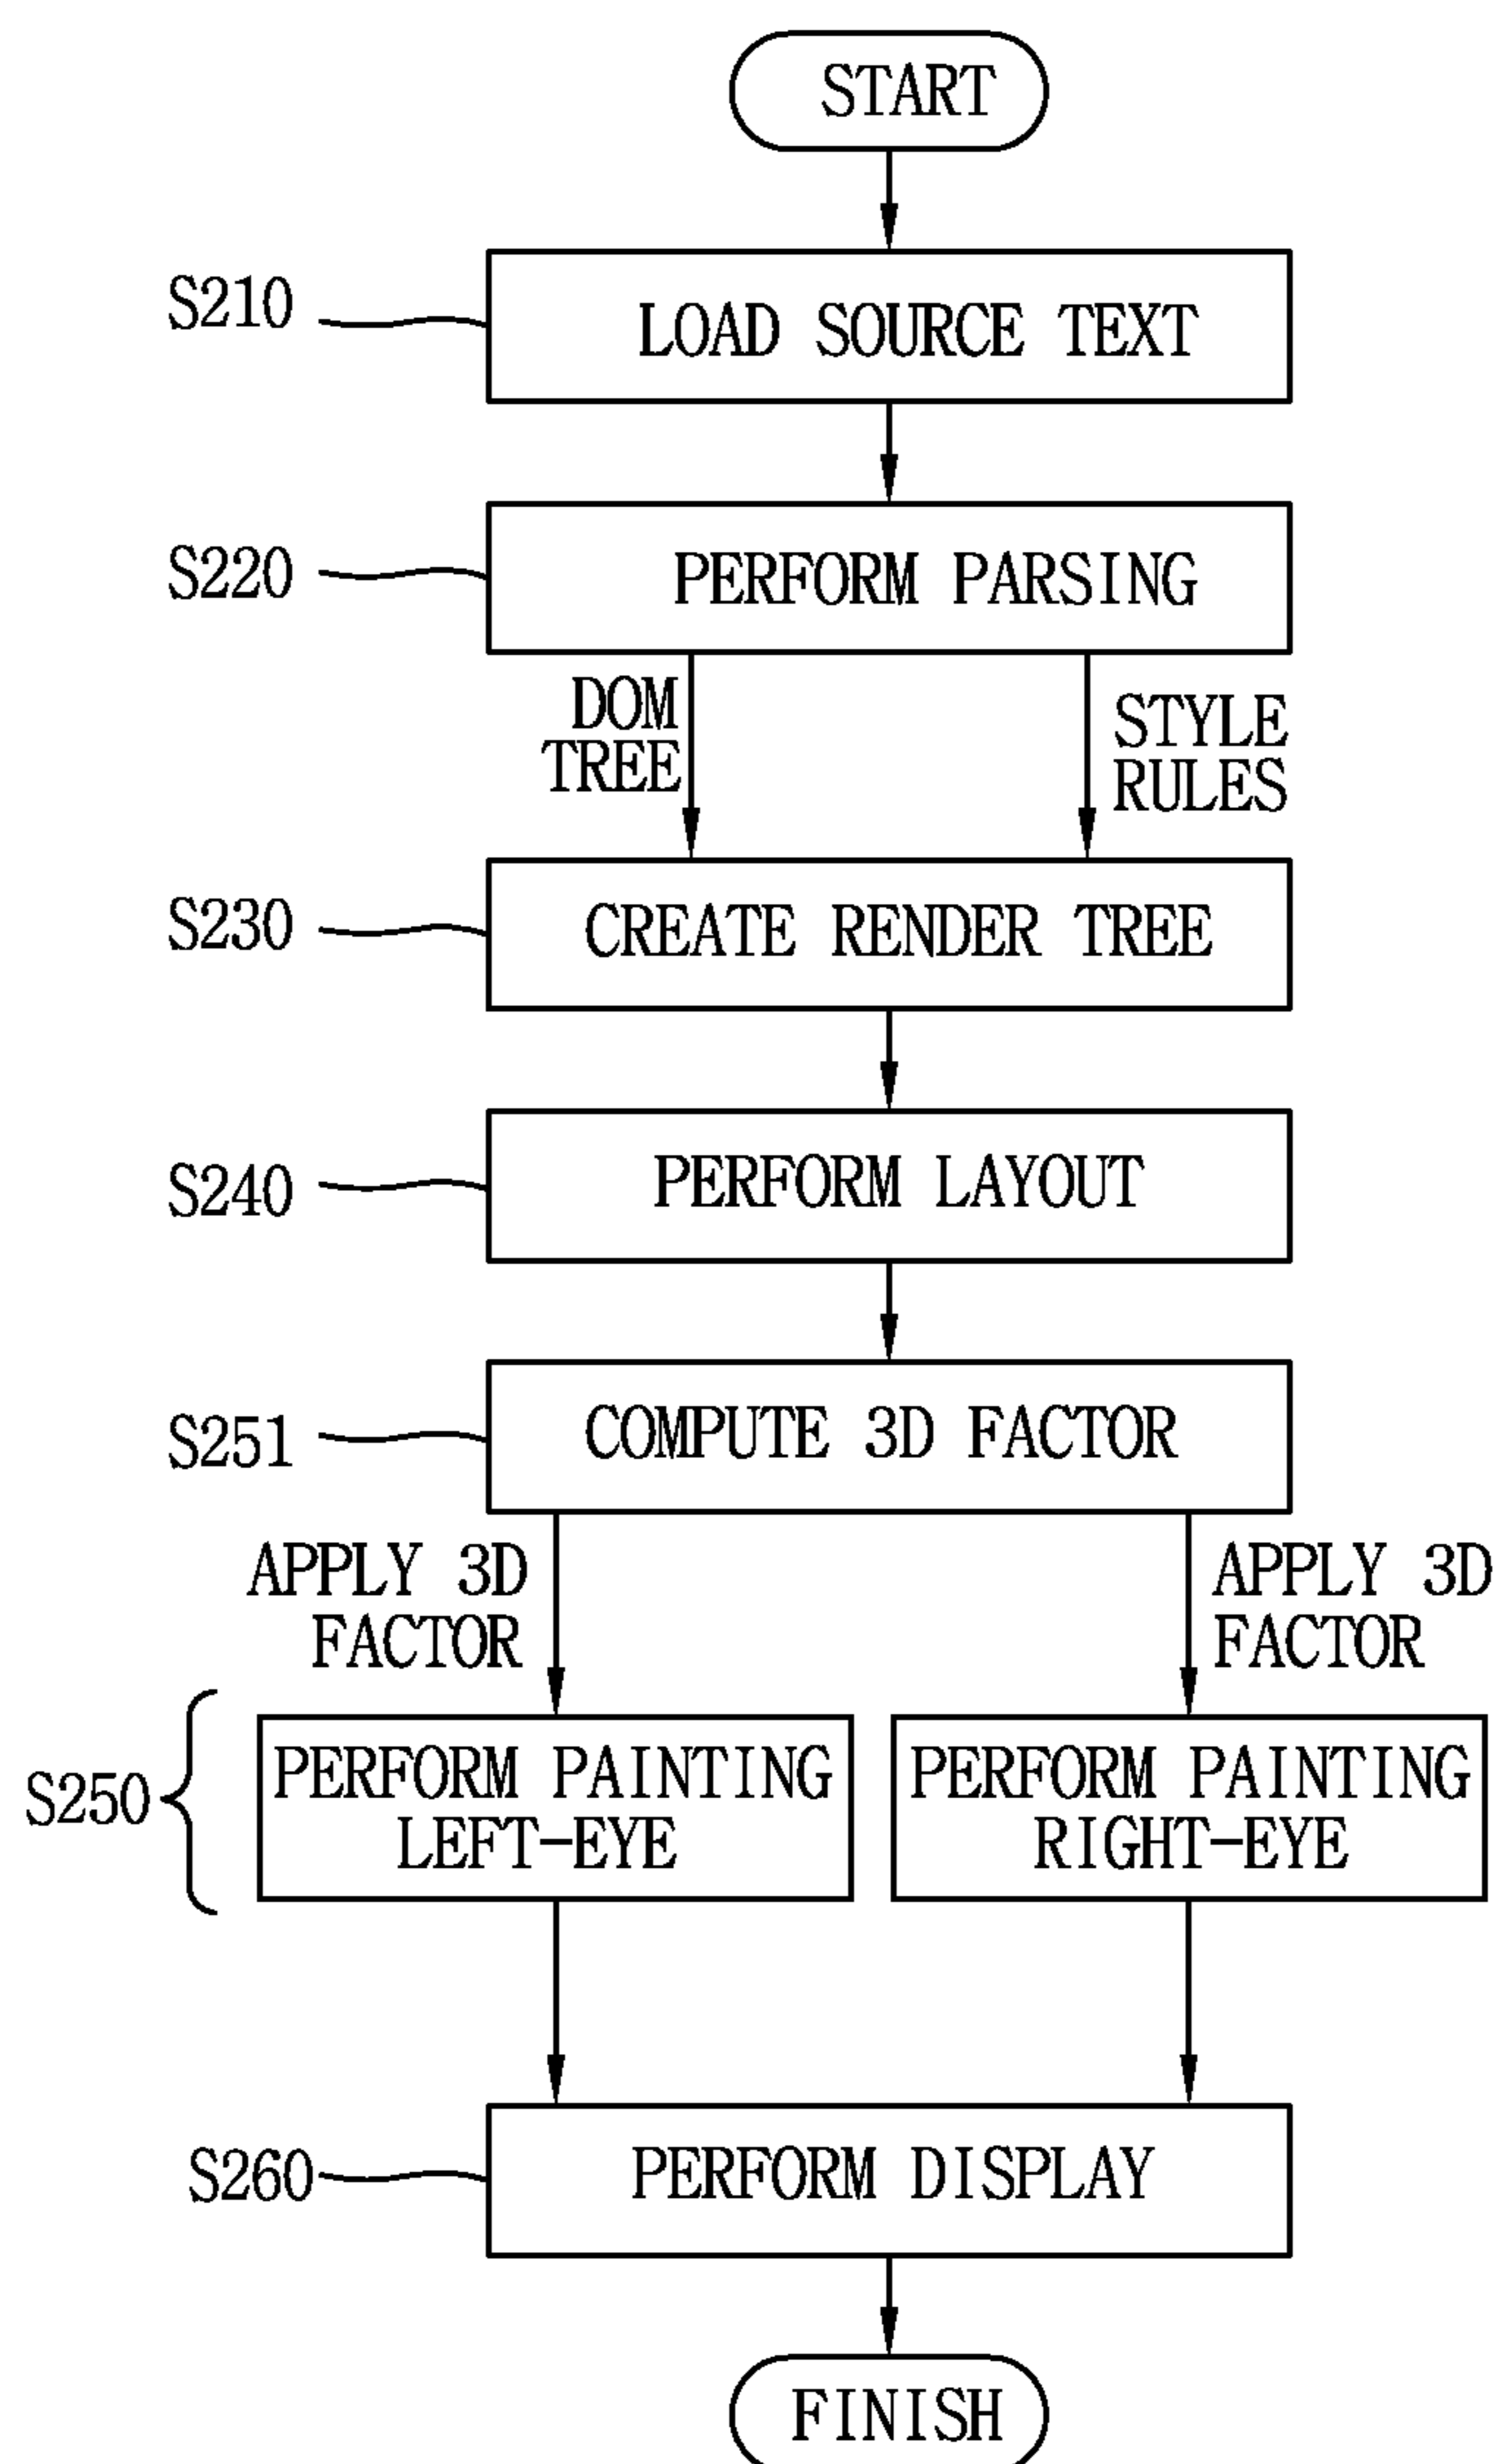 START
S210
LOAD SOURCE TEXT
S220
PERFORM PARSING
DOM
TREE
STYLE
RULES
S230
CREATE RENDER TREE
S240
PERFORM LAYOUT
S251
COMPUTE 3D FACTOR
APPLY 3D
FACTOR
APPLY 3D
FACTOR
S250
PERFORM PAINTING
LEFT-EYE
PERFORM PAINTING
RIGHT-EYE
S260
PERFORM DISPLAY
FINISH